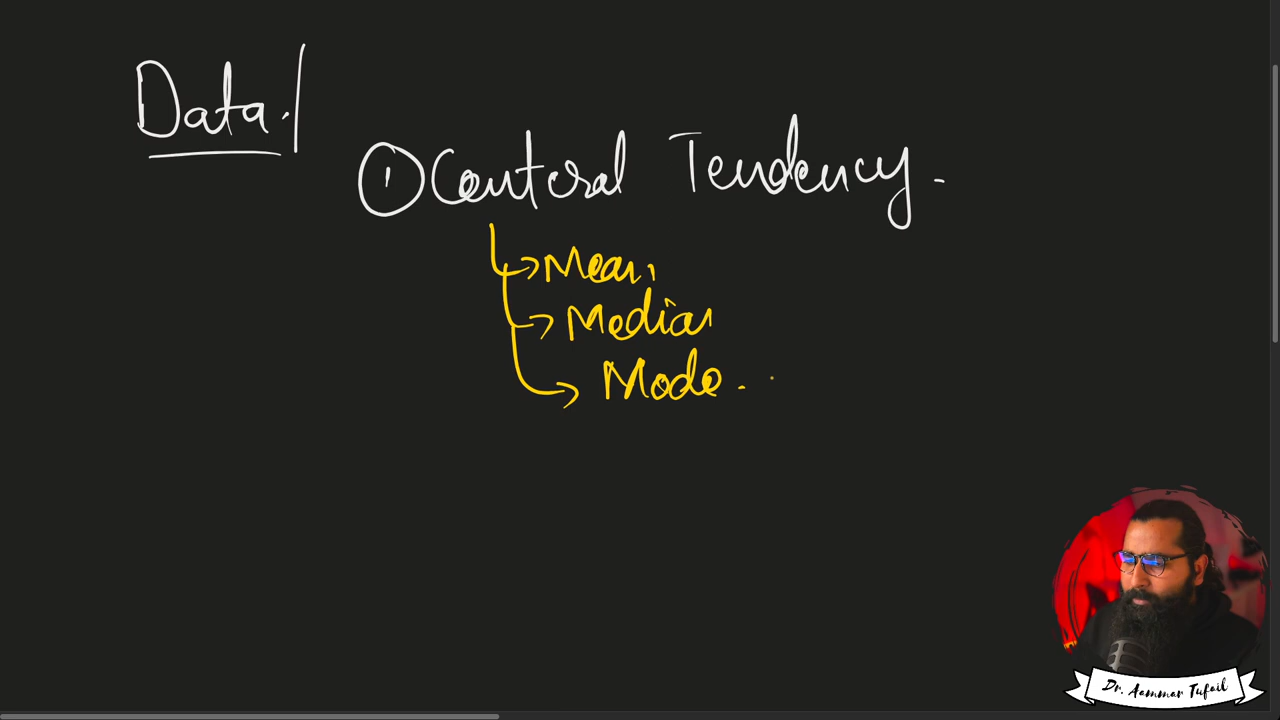 Data.
① Centeral Tendency.
→ Mean,
→ Median
→ Mode.
Dr. Aammar Tufail